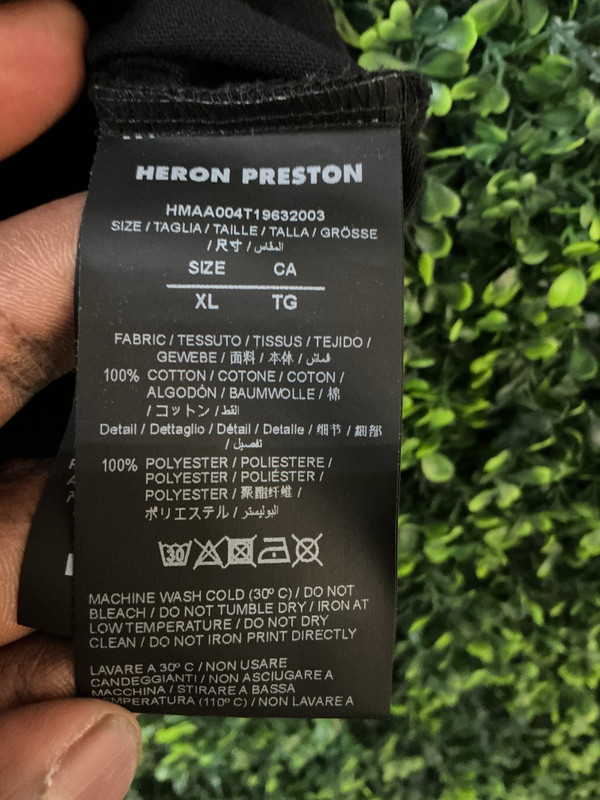 HERON PRESTON
HMAA004T19632003
SIZE / TAGLIA / TAILLE / TALLA / GRÖSSE
/ 尺寸 / المقاس
SIZE CA
XL TG
FABRIC / TESSUTO / TISSUS / TEJIDO /
GEWEBE / 面料 / 本体 / قماش
100% COTTON / COTONE / COTON /
ALGODÓN / BAUMWOLLE / 棉
/ コットン / القط
Detail / Dettaglio / Détail / Detalle / 细节 / 細部
/ تفصيل
100% POLYESTER / POLIESTERE /
POLYESTER / POLIÉSTER /
POLYESTER / 聚酯纤维 /
ポリエステル / البوليستر
30
MACHINE WASH COLD (30º C) / DO NOT
BLEACH / DO NOT TUMBLE DRY / IRON AT
LOW TEMPERATURE / DO NOT DRY
CLEAN / DO NOT IRON PRINT DIRECTLY
LAVARE A 30º C / NON USARE
CANDEGGIANTI / NON ASCIUGARE A
MACCHINA / STIRARE A BASSA
TEMPERATURA (110º C) / NON LAVARE A